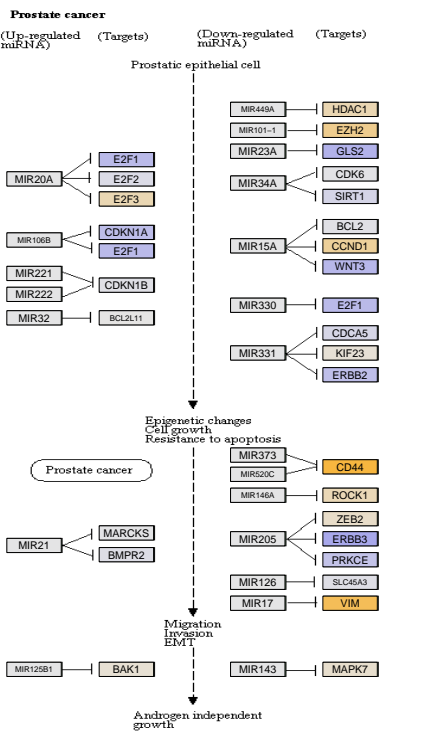 Prostate cancer
(Up-regulated miRNA) (Targets) (Down-regulated miRNA) (Targets)
Prostatic epithelial cell
MIR449A HDAC1
MIR101-1 EZH2
MIR23A GLS2
MIR20A E2F1 E2F2 E2F3
MIR34A CDK6 SIRT1
MIR106B CDKN1A E2F1
MIR15A BCL2 CCND1 WNT3
MIR221 MIR222 CDKN1B
MIR32 BCL2L11
MIR330 E2F1
MIR331 CDCA5 KIF23 ERBB2
Epigenetic changes
Cell growth
Resistance to apoptosis
Prostate cancer
MIR373 MIR520C CD44
MIR146A ROCK1
MIR21 MARCKS BMPR2
MIR205 ZEB2 ERBB3 PRKCE
MIR126 SLC45A3
MIR17 VIM
Migration
Invasion
EMT
MIR125B1 BAK1 MIR143 MAPK7
Androgen independent
growth